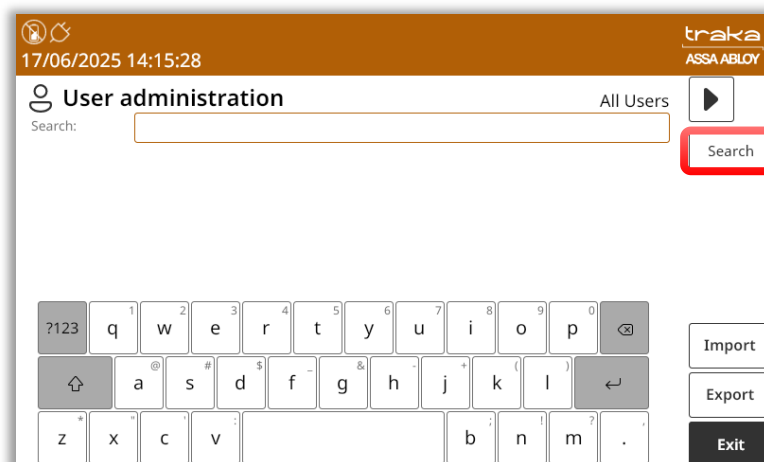 17/06/2025 14:15:28
traka
ASSA ABLOY
User administration
All Users
Search:
Search
?123 q 1 w 2 e 3 r 4 t 5 y 6 u 7 i 8 o 9 p 0
a @ s # d $ f _ g & h - j + k ( l )
z * x " c ' v : b ; n ! m ? . ,
Import
Export
Exit